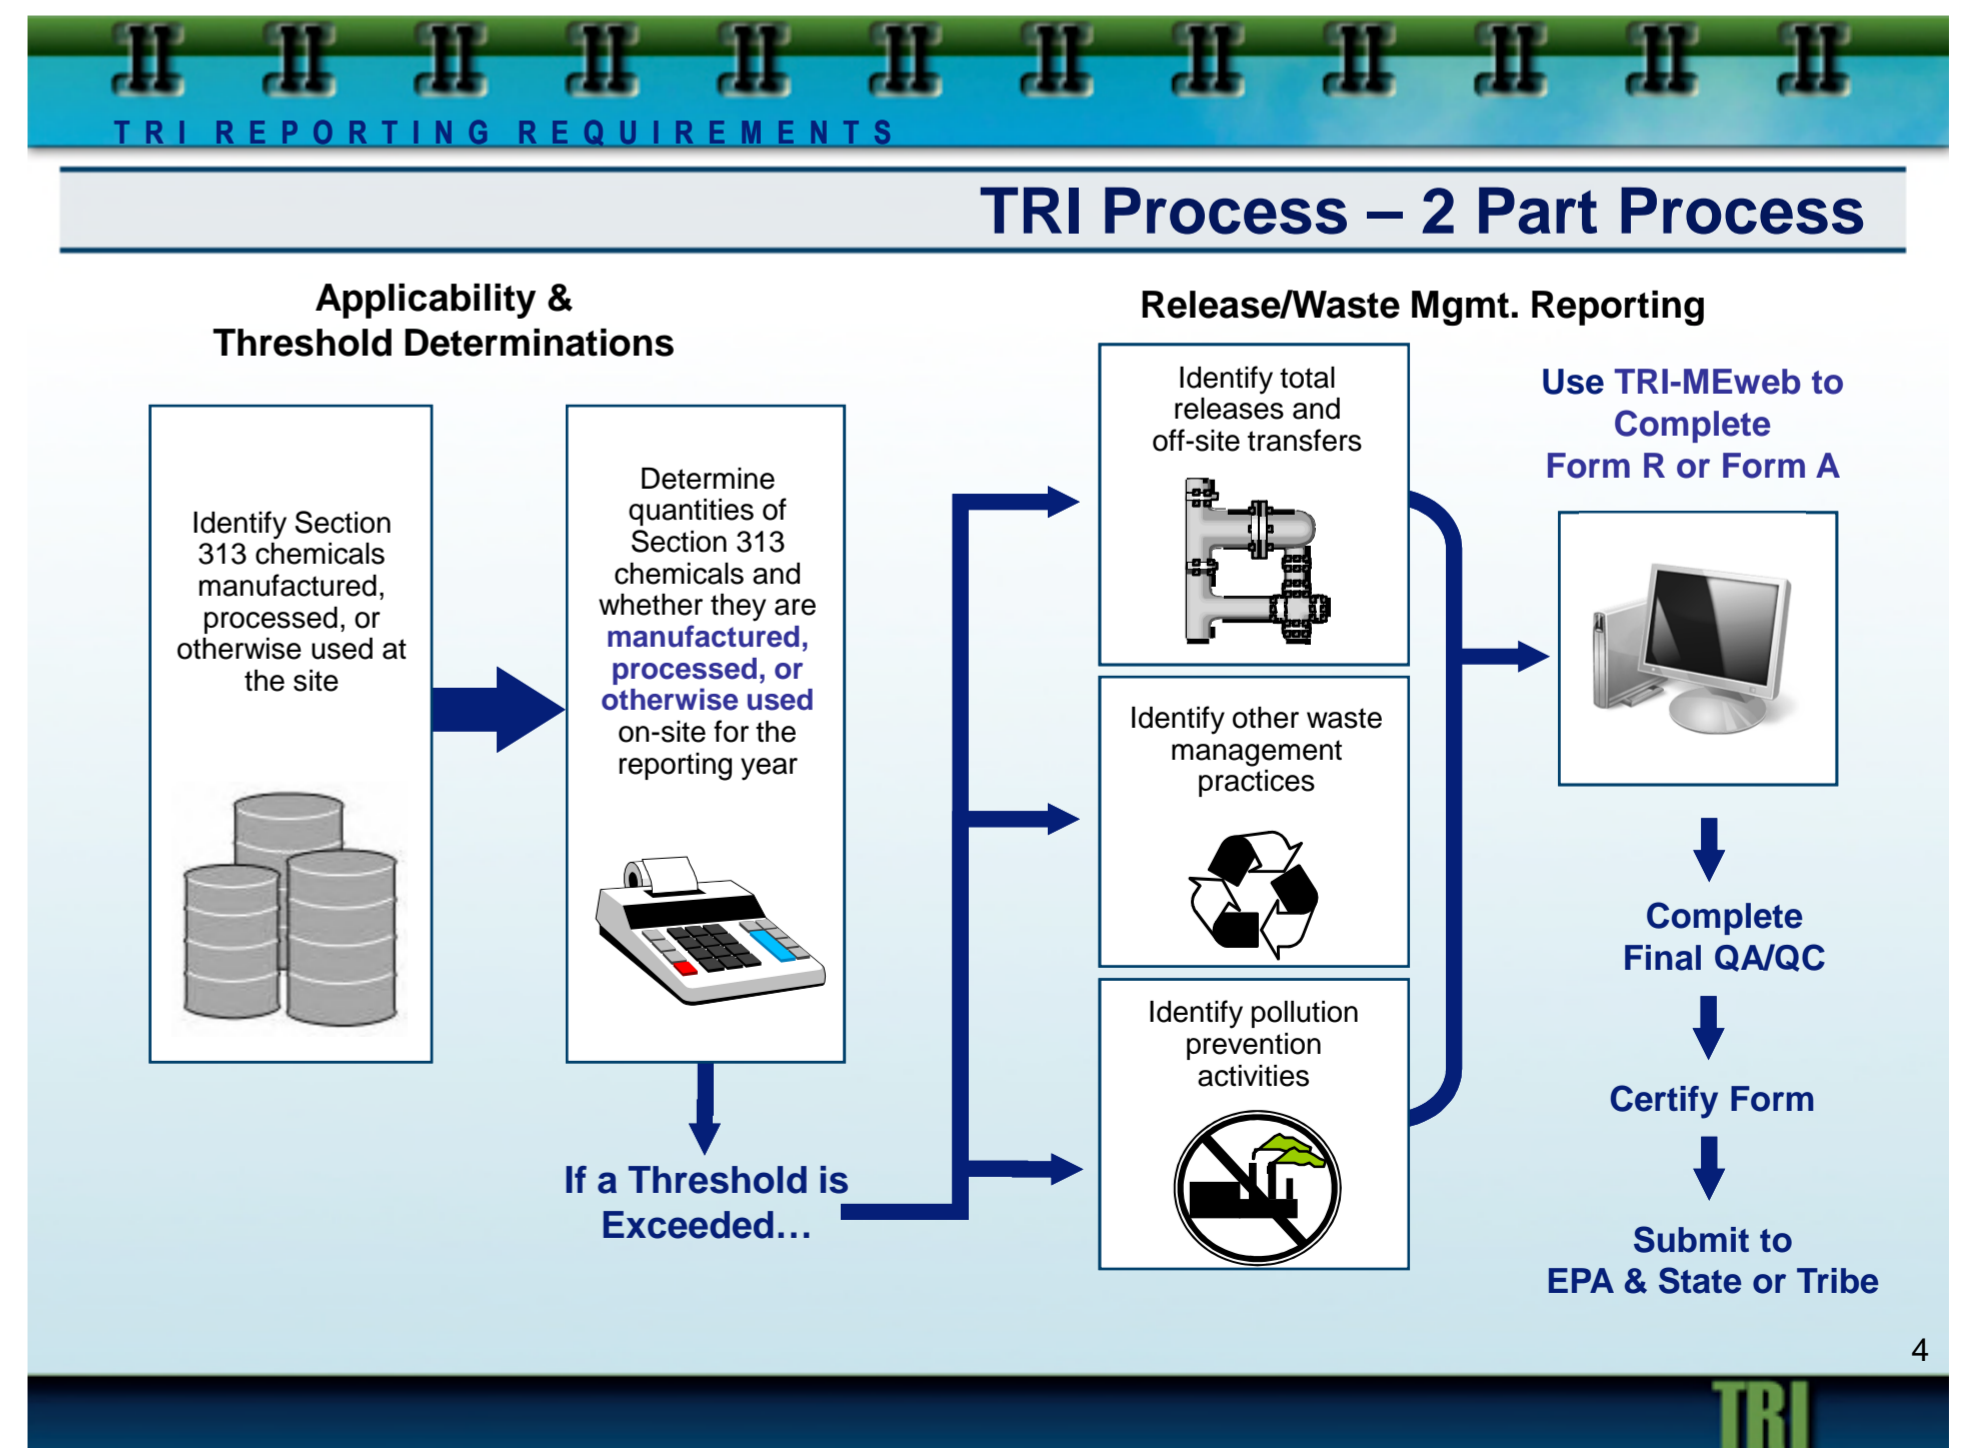 TRI REPORTING REQUIREMENTS
TRI Process – 2 Part Process
Applicability &
Threshold Determinations
Identify Section
313 chemicals
manufactured,
processed, or
otherwise used at
the site
Determine
quantities of
Section 313
chemicals and
whether they are
manufactured,
processed, or
otherwise used
on-site for the
reporting year
If a Threshold is
Exceeded…
Release/Waste Mgmt. Reporting
Identify total
releases and
off-site transfers
Identify other waste
management
practices
Identify pollution
prevention
activities
Use TRI-MEweb to
Complete
Form R or Form A
Complete
Final QA/QC
Certify Form
Submit to
EPA & State or Tribe
4
TRI